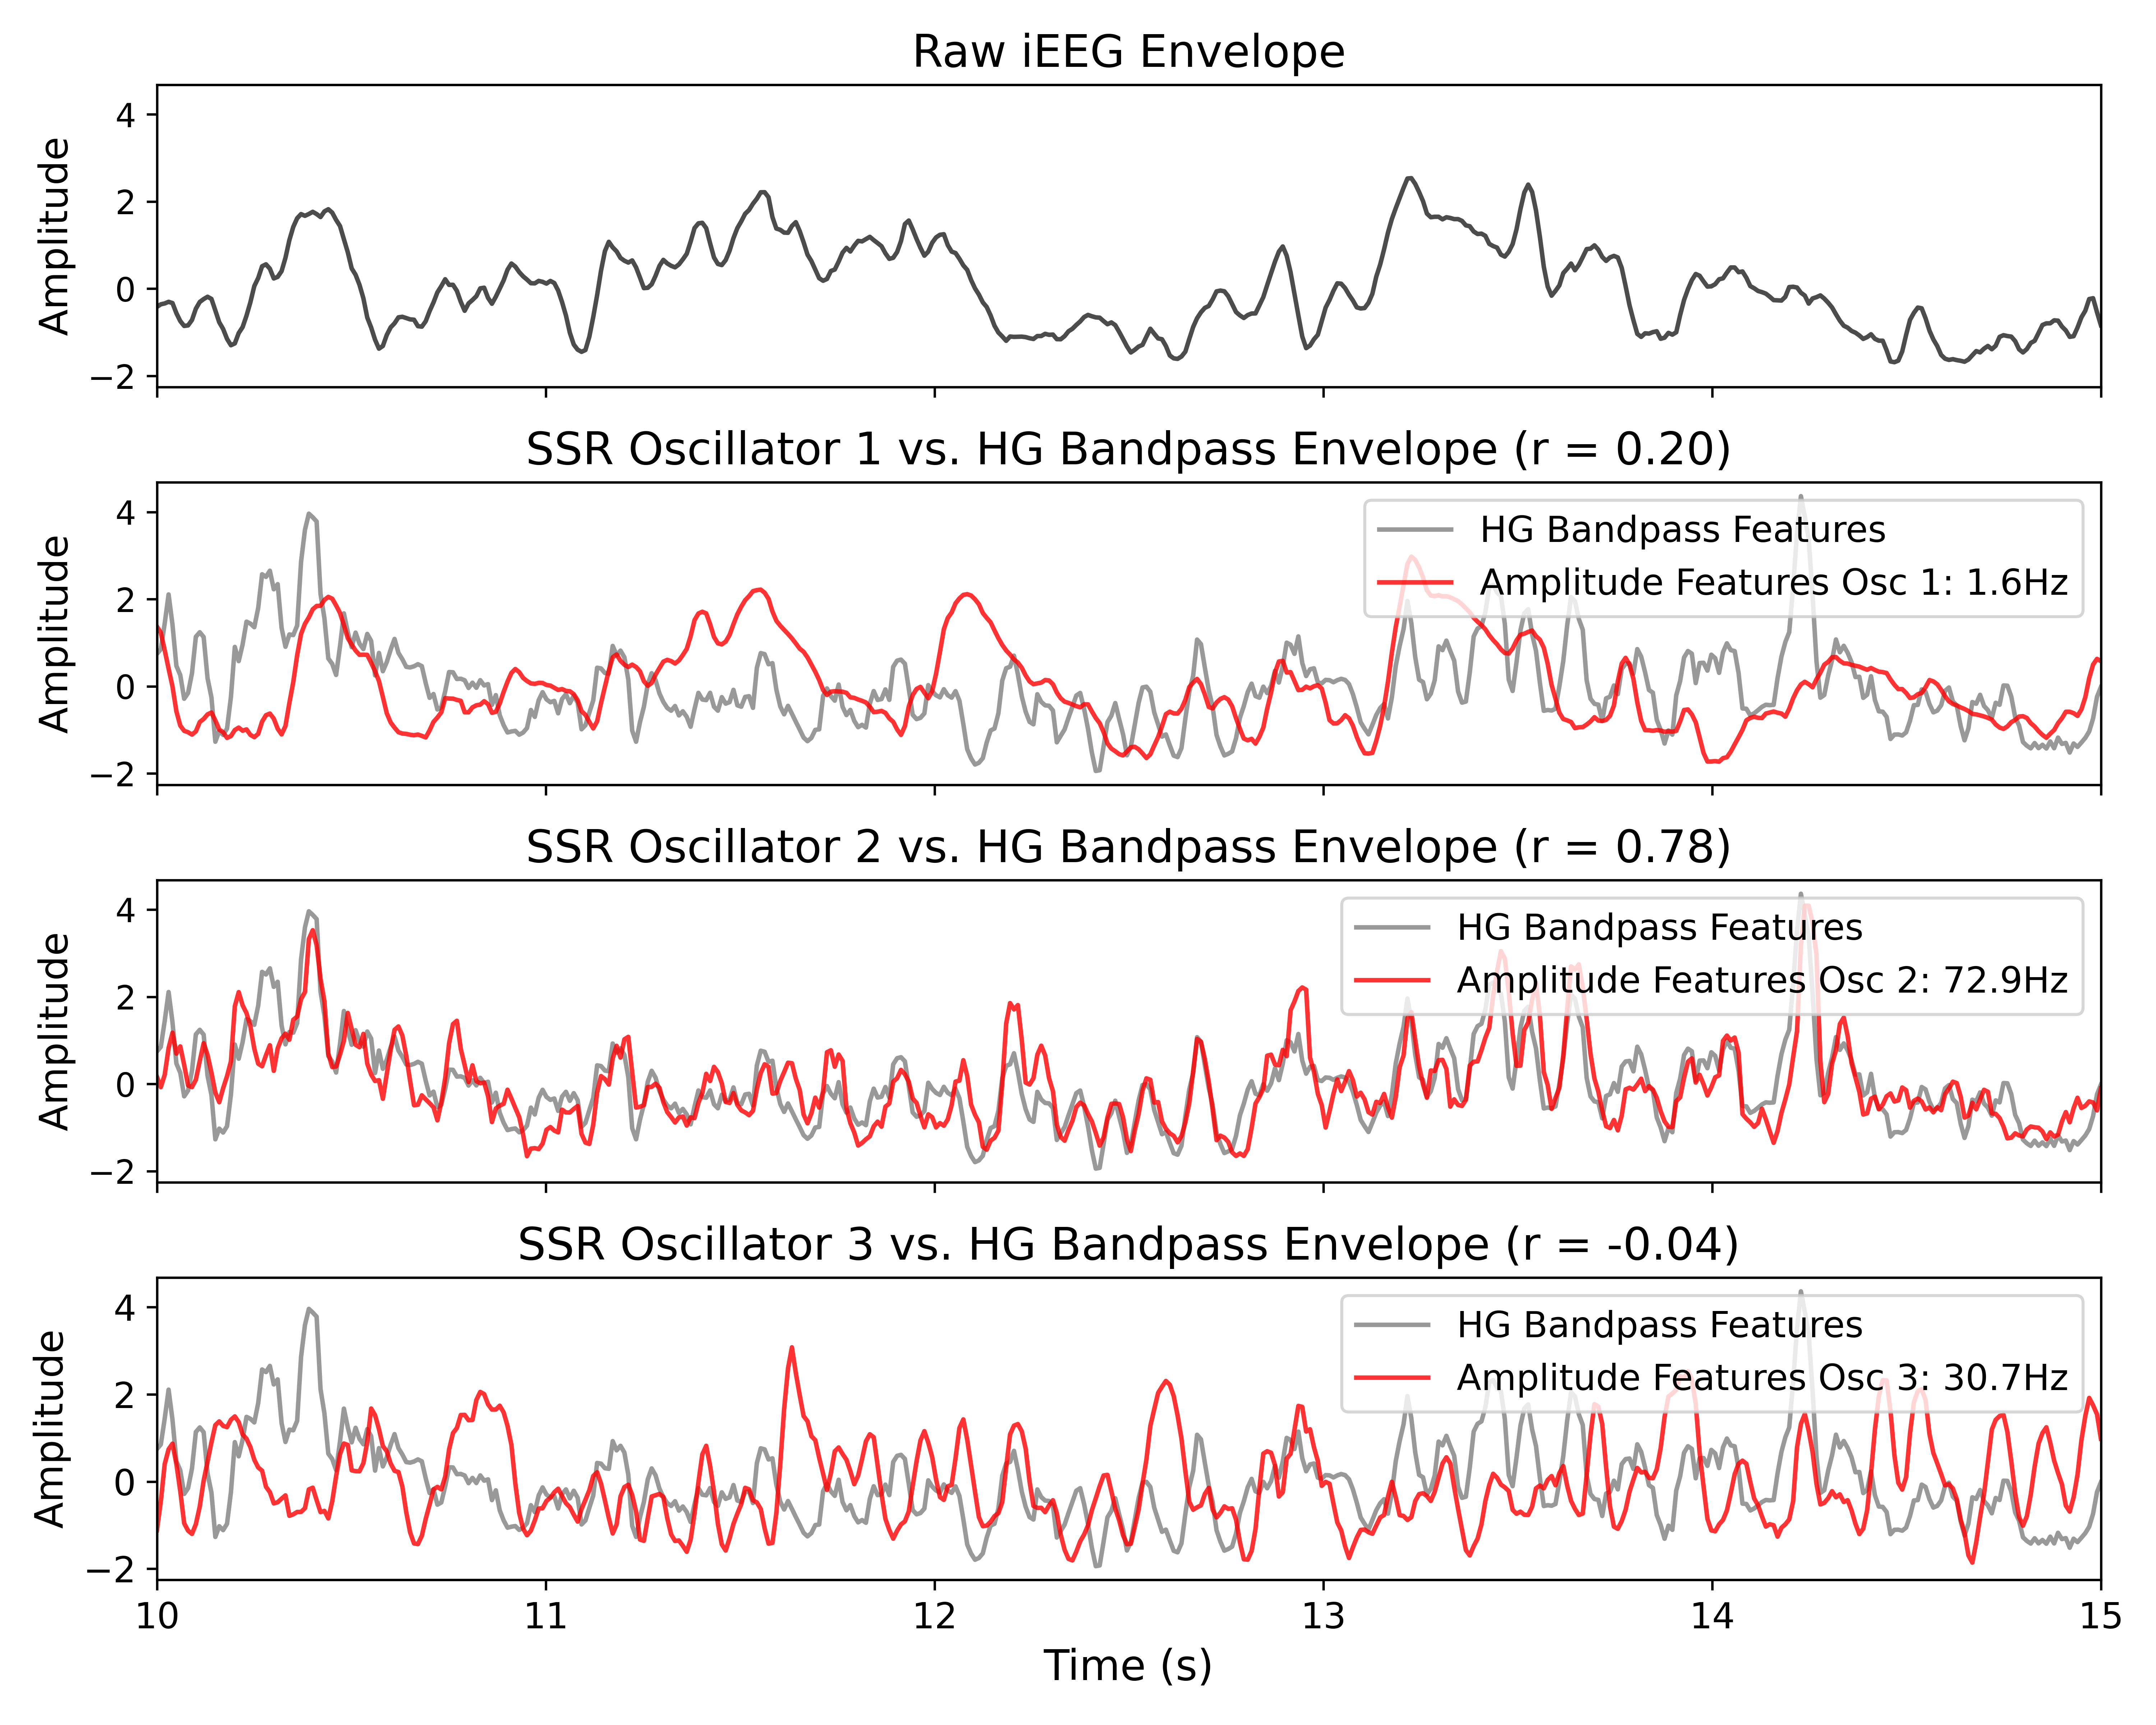 Raw iEEG Envelope
Amplitude
4
2
0
−2
SSR Oscillator 1 vs. HG Bandpass Envelope (r = 0.20)
Amplitude
4
2
0
−2
HG Bandpass Features
Amplitude Features Osc 1: 1.6Hz
SSR Oscillator 2 vs. HG Bandpass Envelope (r = 0.78)
Amplitude
4
2
0
−2
HG Bandpass Features
Amplitude Features Osc 2: 72.9Hz
SSR Oscillator 3 vs. HG Bandpass Envelope (r = -0.04)
Amplitude
4
2
0
−2
HG Bandpass Features
Amplitude Features Osc 3: 30.7Hz
10 11 12 13 14 15
Time (s)